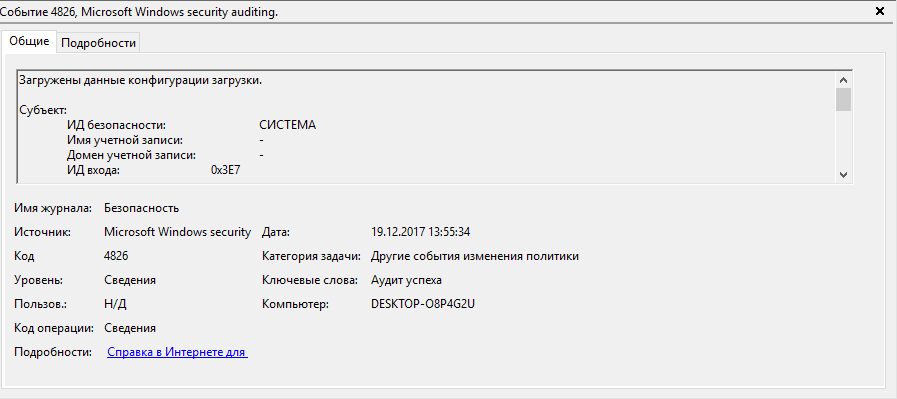 Событие 4826, Microsoft Windows security auditing.
Общие Подробности
Загружены данные конфигурации загрузки.
Субъект:
ИД безопасности: СИСТЕМА
Имя учетной записи: -
Домен учетной записи: -
ИД входа: 0x3E7
Имя журнала: Безопасность
Источник: Microsoft Windows security Дата: 19.12.2017 13:55:34
Код 4826 Категория задачи: Другие события изменения политики
Уровень: Сведения Ключевые слова: Аудит успеха
Пользов.: Н/Д Компьютер: DESKTOP-O8P4G2U
Код операции: Сведения
Подробности: Справка в Интернете для